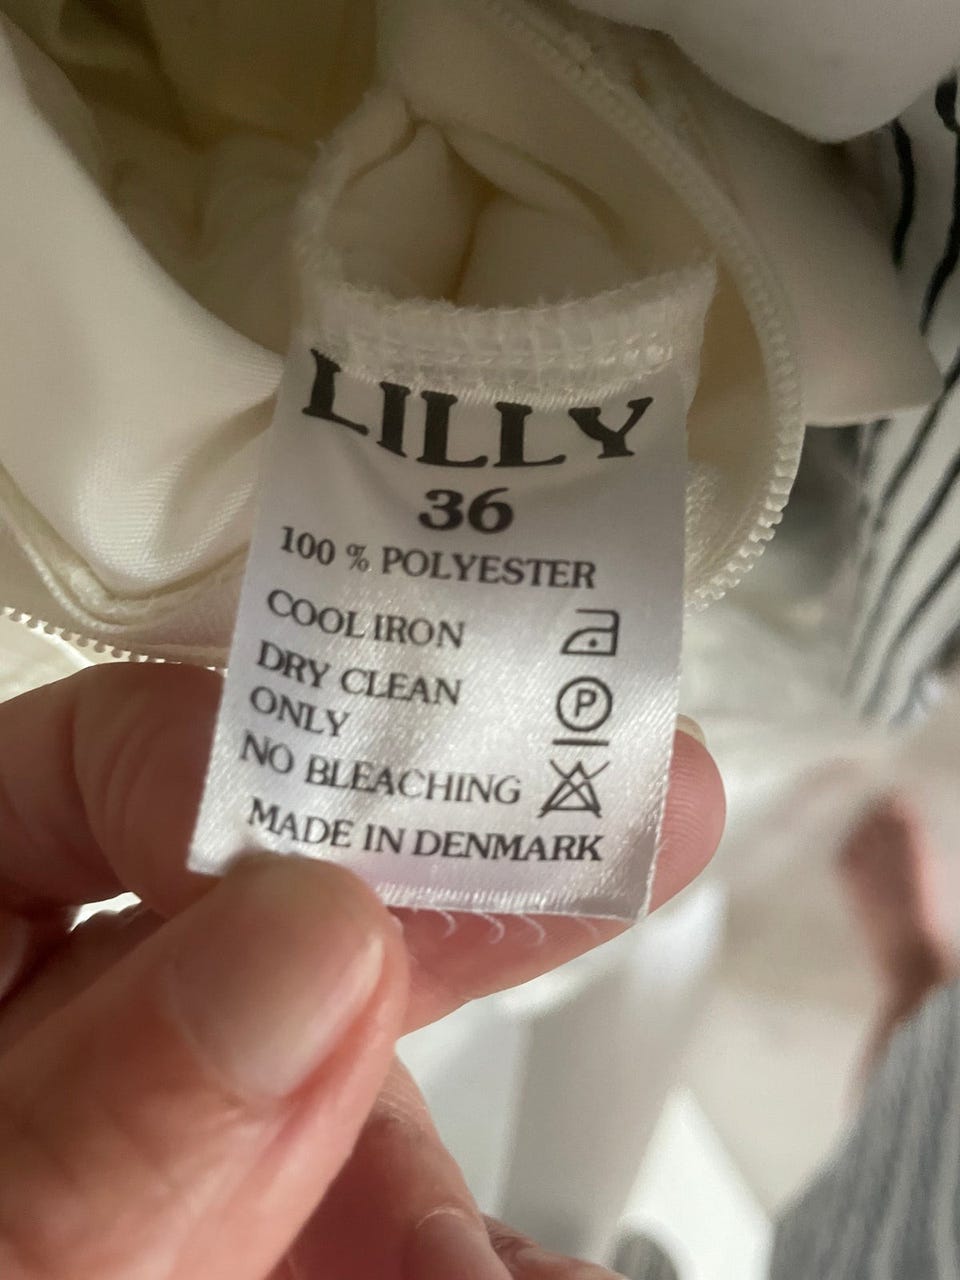 LILLY
36
100 % POLYESTER
COOL IRON
DRY CLEAN
ONLY
P
NO BLEACHING
MADE IN DENMARK